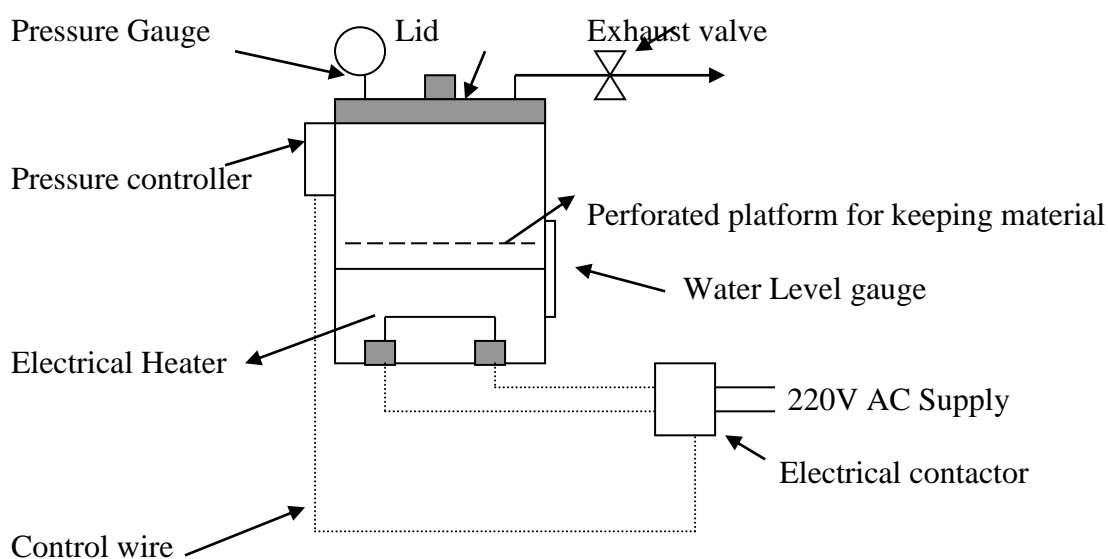 Pressure Gauge
Lid
Exhaust valve
Pressure controller
Perforated platform for keeping material
Water Level gauge
Electrical Heater
220V AC Supply
Electrical contactor
Control wire